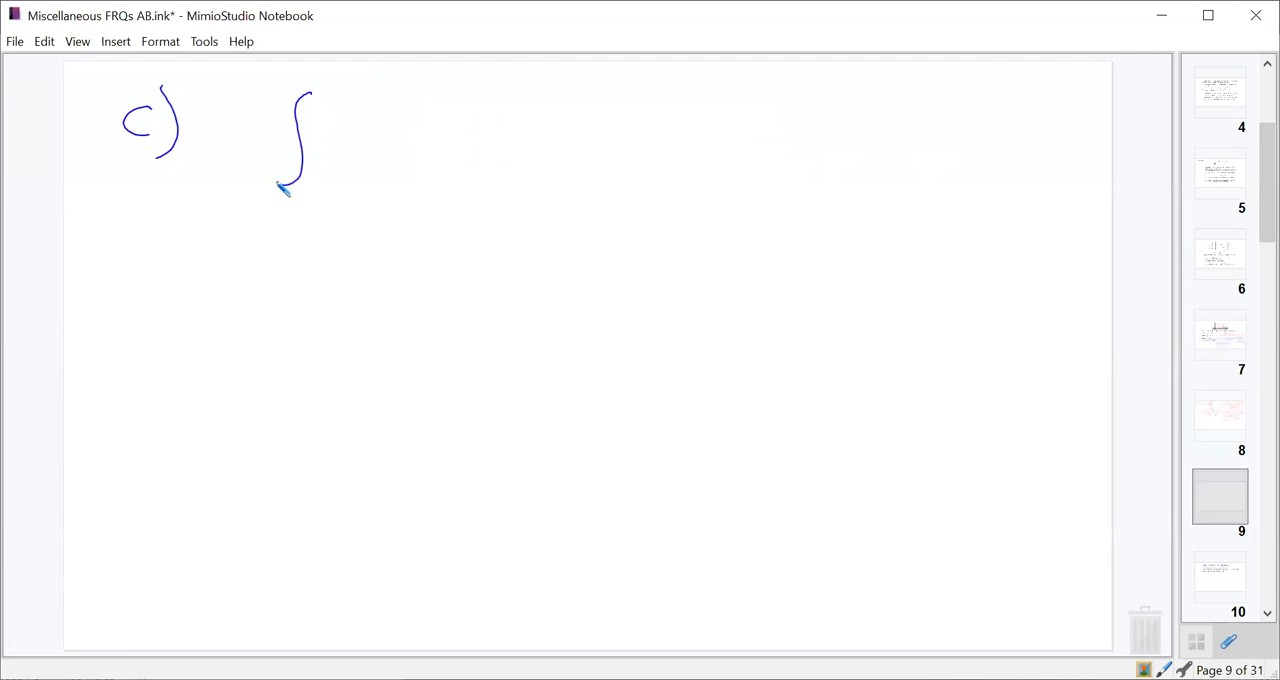 Miscellaneous FRQs AB.ink* - MimioStudio Notebook
File Edit View Insert Format Tools Help
c) ∫
4
5
6
7
8
9
10
Page 9 of 31